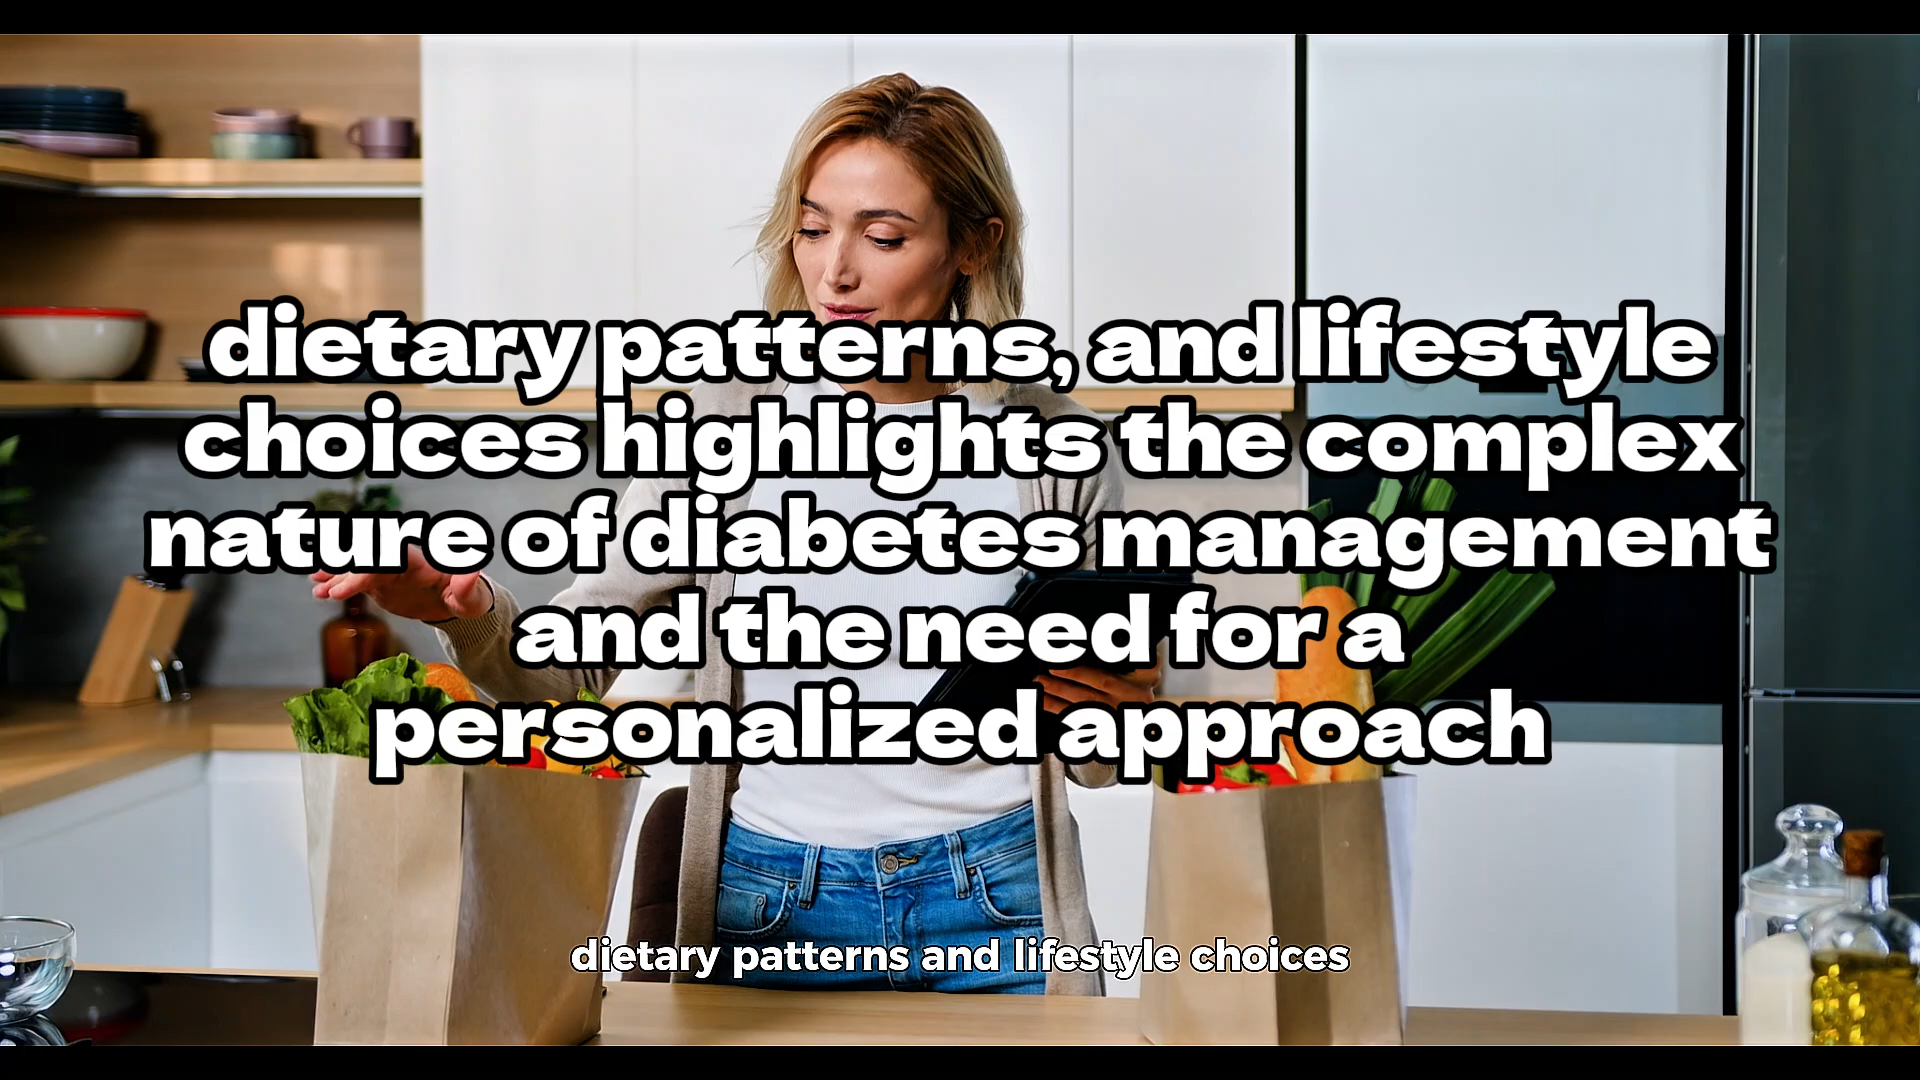 dietary patterns, and lifestyle
choices highlights the complex
nature of diabetes management
and the need for a
personalized approach
dietary patterns and lifestyle choices